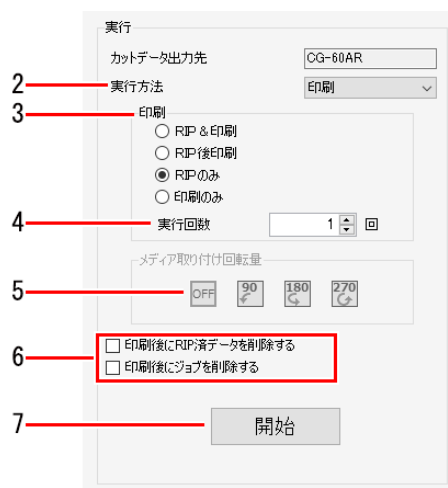 実行
カットデータ出力先 CG-60AR
2 実行方法 印刷
3 印刷
RIP & 印刷
RIP後印刷
RIPのみ
印刷のみ
4 実行回数 1 回
メディア取り付け回転量
5 OFF 90 180 270
6 印刷後にRIP済データを削除する
印刷後にジョブを削除する
7 開始